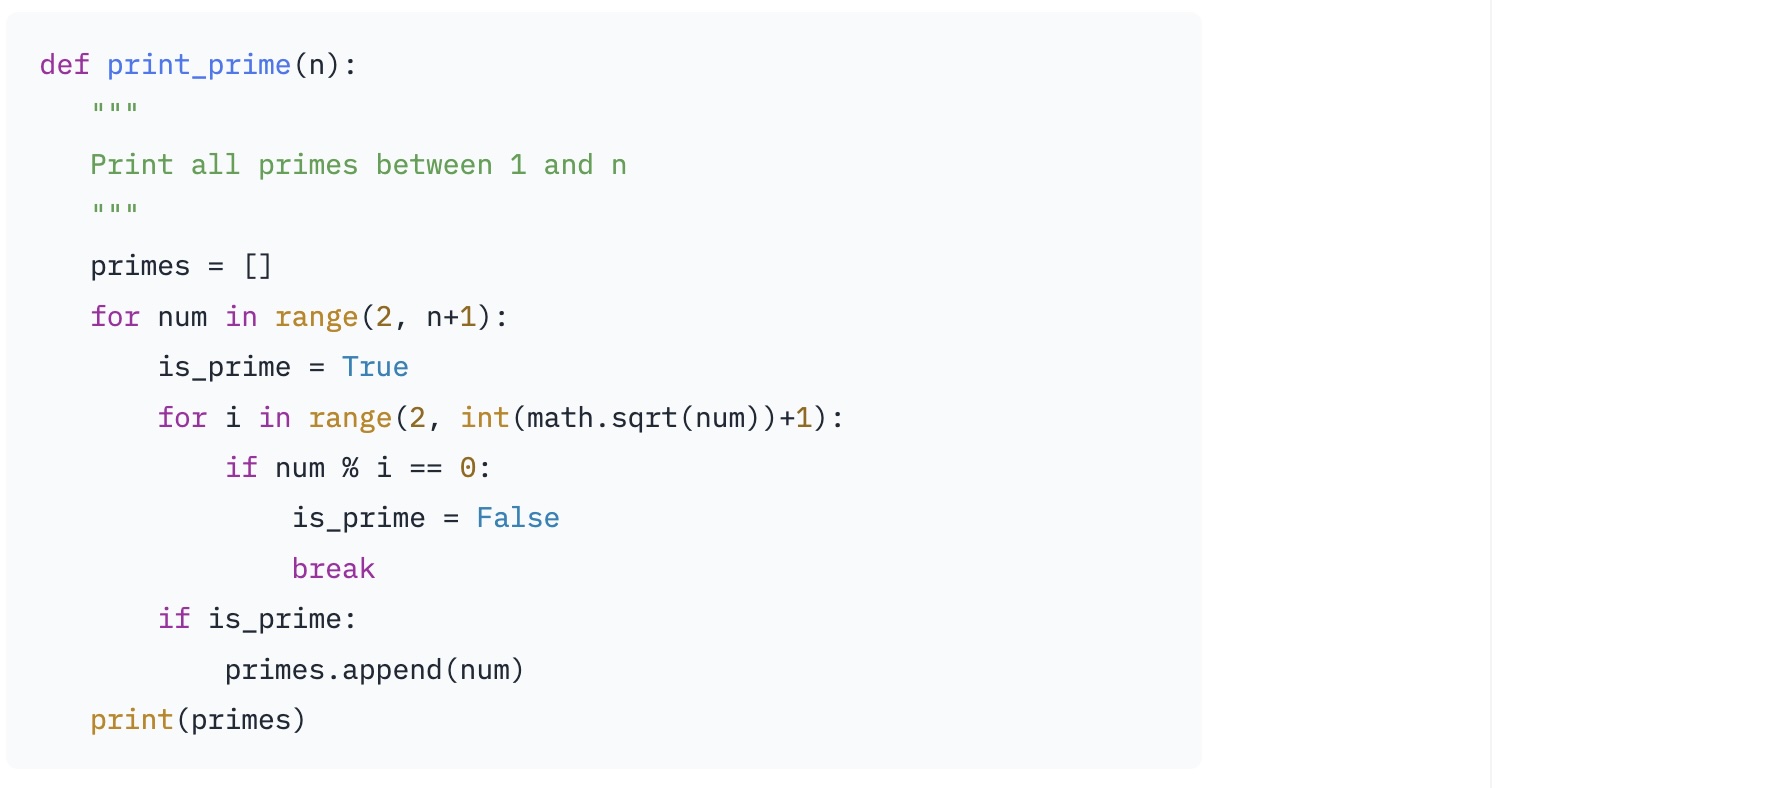 def print_prime(n):
   """
   Print all primes between 1 and n
   """
   primes = []
   for num in range(2, n+1):
       is_prime = True
       for i in range(2, int(math.sqrt(num))+1):
           if num % i == 0:
               is_prime = False
               break
       if is_prime:
           primes.append(num)
   print(primes)